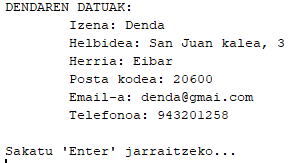 DENDAREN DATUAK:
Izena: Denda
Helbidea: San Juan kalea, 3
Herria: Eibar
Posta kodea: 20600
Email-a: denda@gmai.com
Telefonoa: 943201258
Sakatu 'Enter' jarraitzeko...